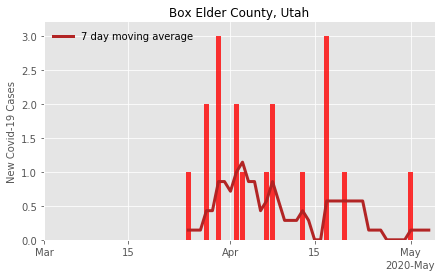 Box Elder County, Utah
7 day moving average
New Covid-19 Cases
3.0
2.5
2.0
1.5
1.0
0.5
0.0
Mar 15 Apr 15 May
2020-May